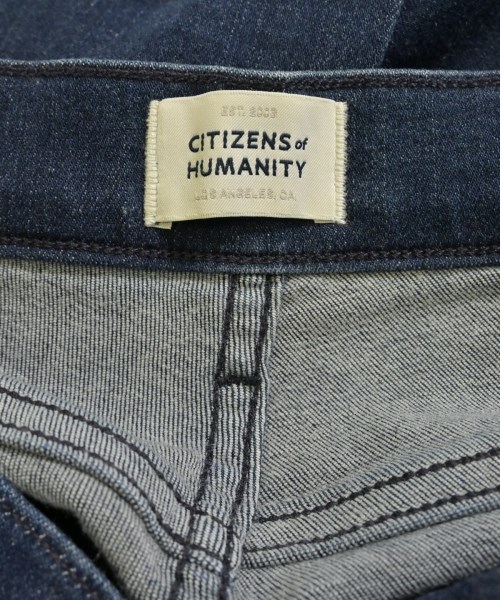 EST. 2003
CITIZENS of
HUMANITY
LOS ANGELES, CA.